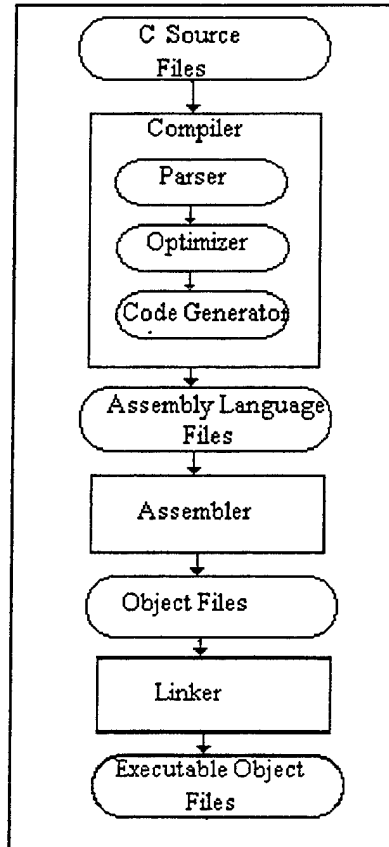 C Source
Files
Compiler
Parser
Optimizer
Code Generator
Assembly Language
Files
Assembler
Object Files
Linker
Executable Object
Files